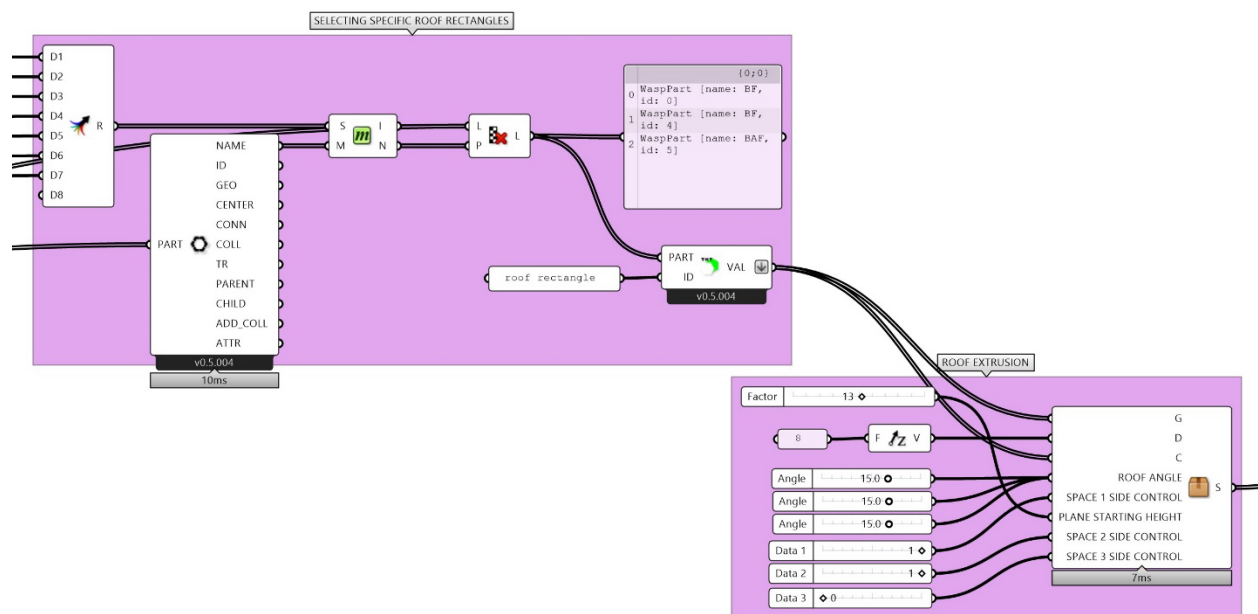 SELECTING SPECIFIC ROOF RECTANGLES
D1
D2
D3
D4
D5
D6
D7
D8
R
PART
NAME
ID
GEO
CENTER
CONN
COLL
TR
PARENT
CHILD
ADD_COLL
ATTR
v0.5.004
10ms
S
M
m
I
N
L
P
L
{0;0}
0 WaspPart [name: BF,
id: 0]
1 WaspPart [name: BF,
id: 4]
2 WaspPart [name: BAF,
id: 5]
roof rectangle
PART
ID
VAL
v0.5.004
ROOF EXTRUSION
Factor 13
8
F Z V
Angle 15.0
Angle 15.0
Angle 15.0
Data 1 1
Data 2 1
Data 3 0
G
D
C
ROOF ANGLE
SPACE 1 SIDE CONTROL
PLANE STARTING HEIGHT
SPACE 2 SIDE CONTROL
SPACE 3 SIDE CONTROL
S
7ms